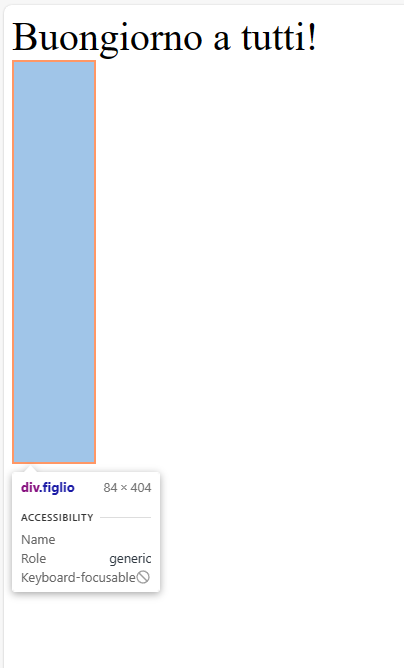 Buongiorno a tutti!
div.figlio 84 × 404
ACCESSIBILITY
Name
Role generic
Keyboard-focusable